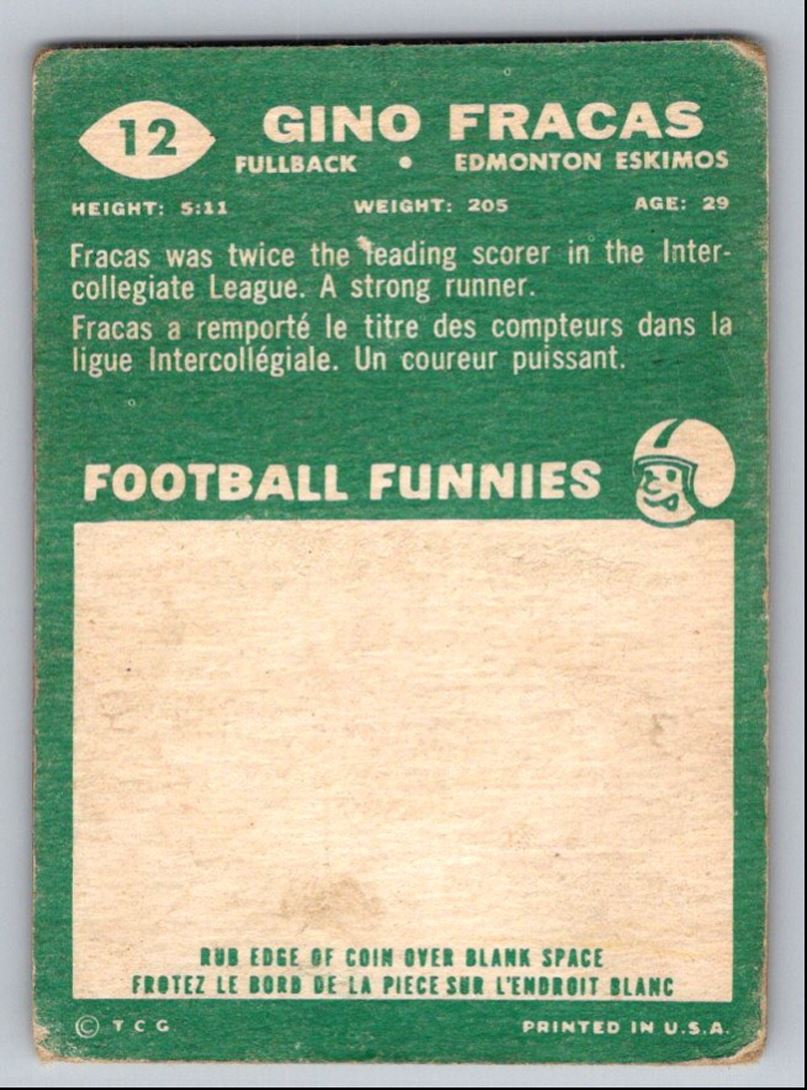 12
GINO FRACAS
FULLBACK • EDMONTON ESKIMOS
HEIGHT: 5:11 WEIGHT: 205 AGE: 29
Fracas was twice the leading scorer in the Inter-
collegiate League. A strong runner.
Fracas a remporté le titre des compteurs dans la
ligue Intercollégiale. Un coureur puissant.
FOOTBALL FUNNIES
RUB EDGE OF COIN OVER BLANK SPACE
FROTEZ LE BORD DE LA PIECE SUR L'ENDROIT BLANC
© T C G PRINTED IN U.S.A.